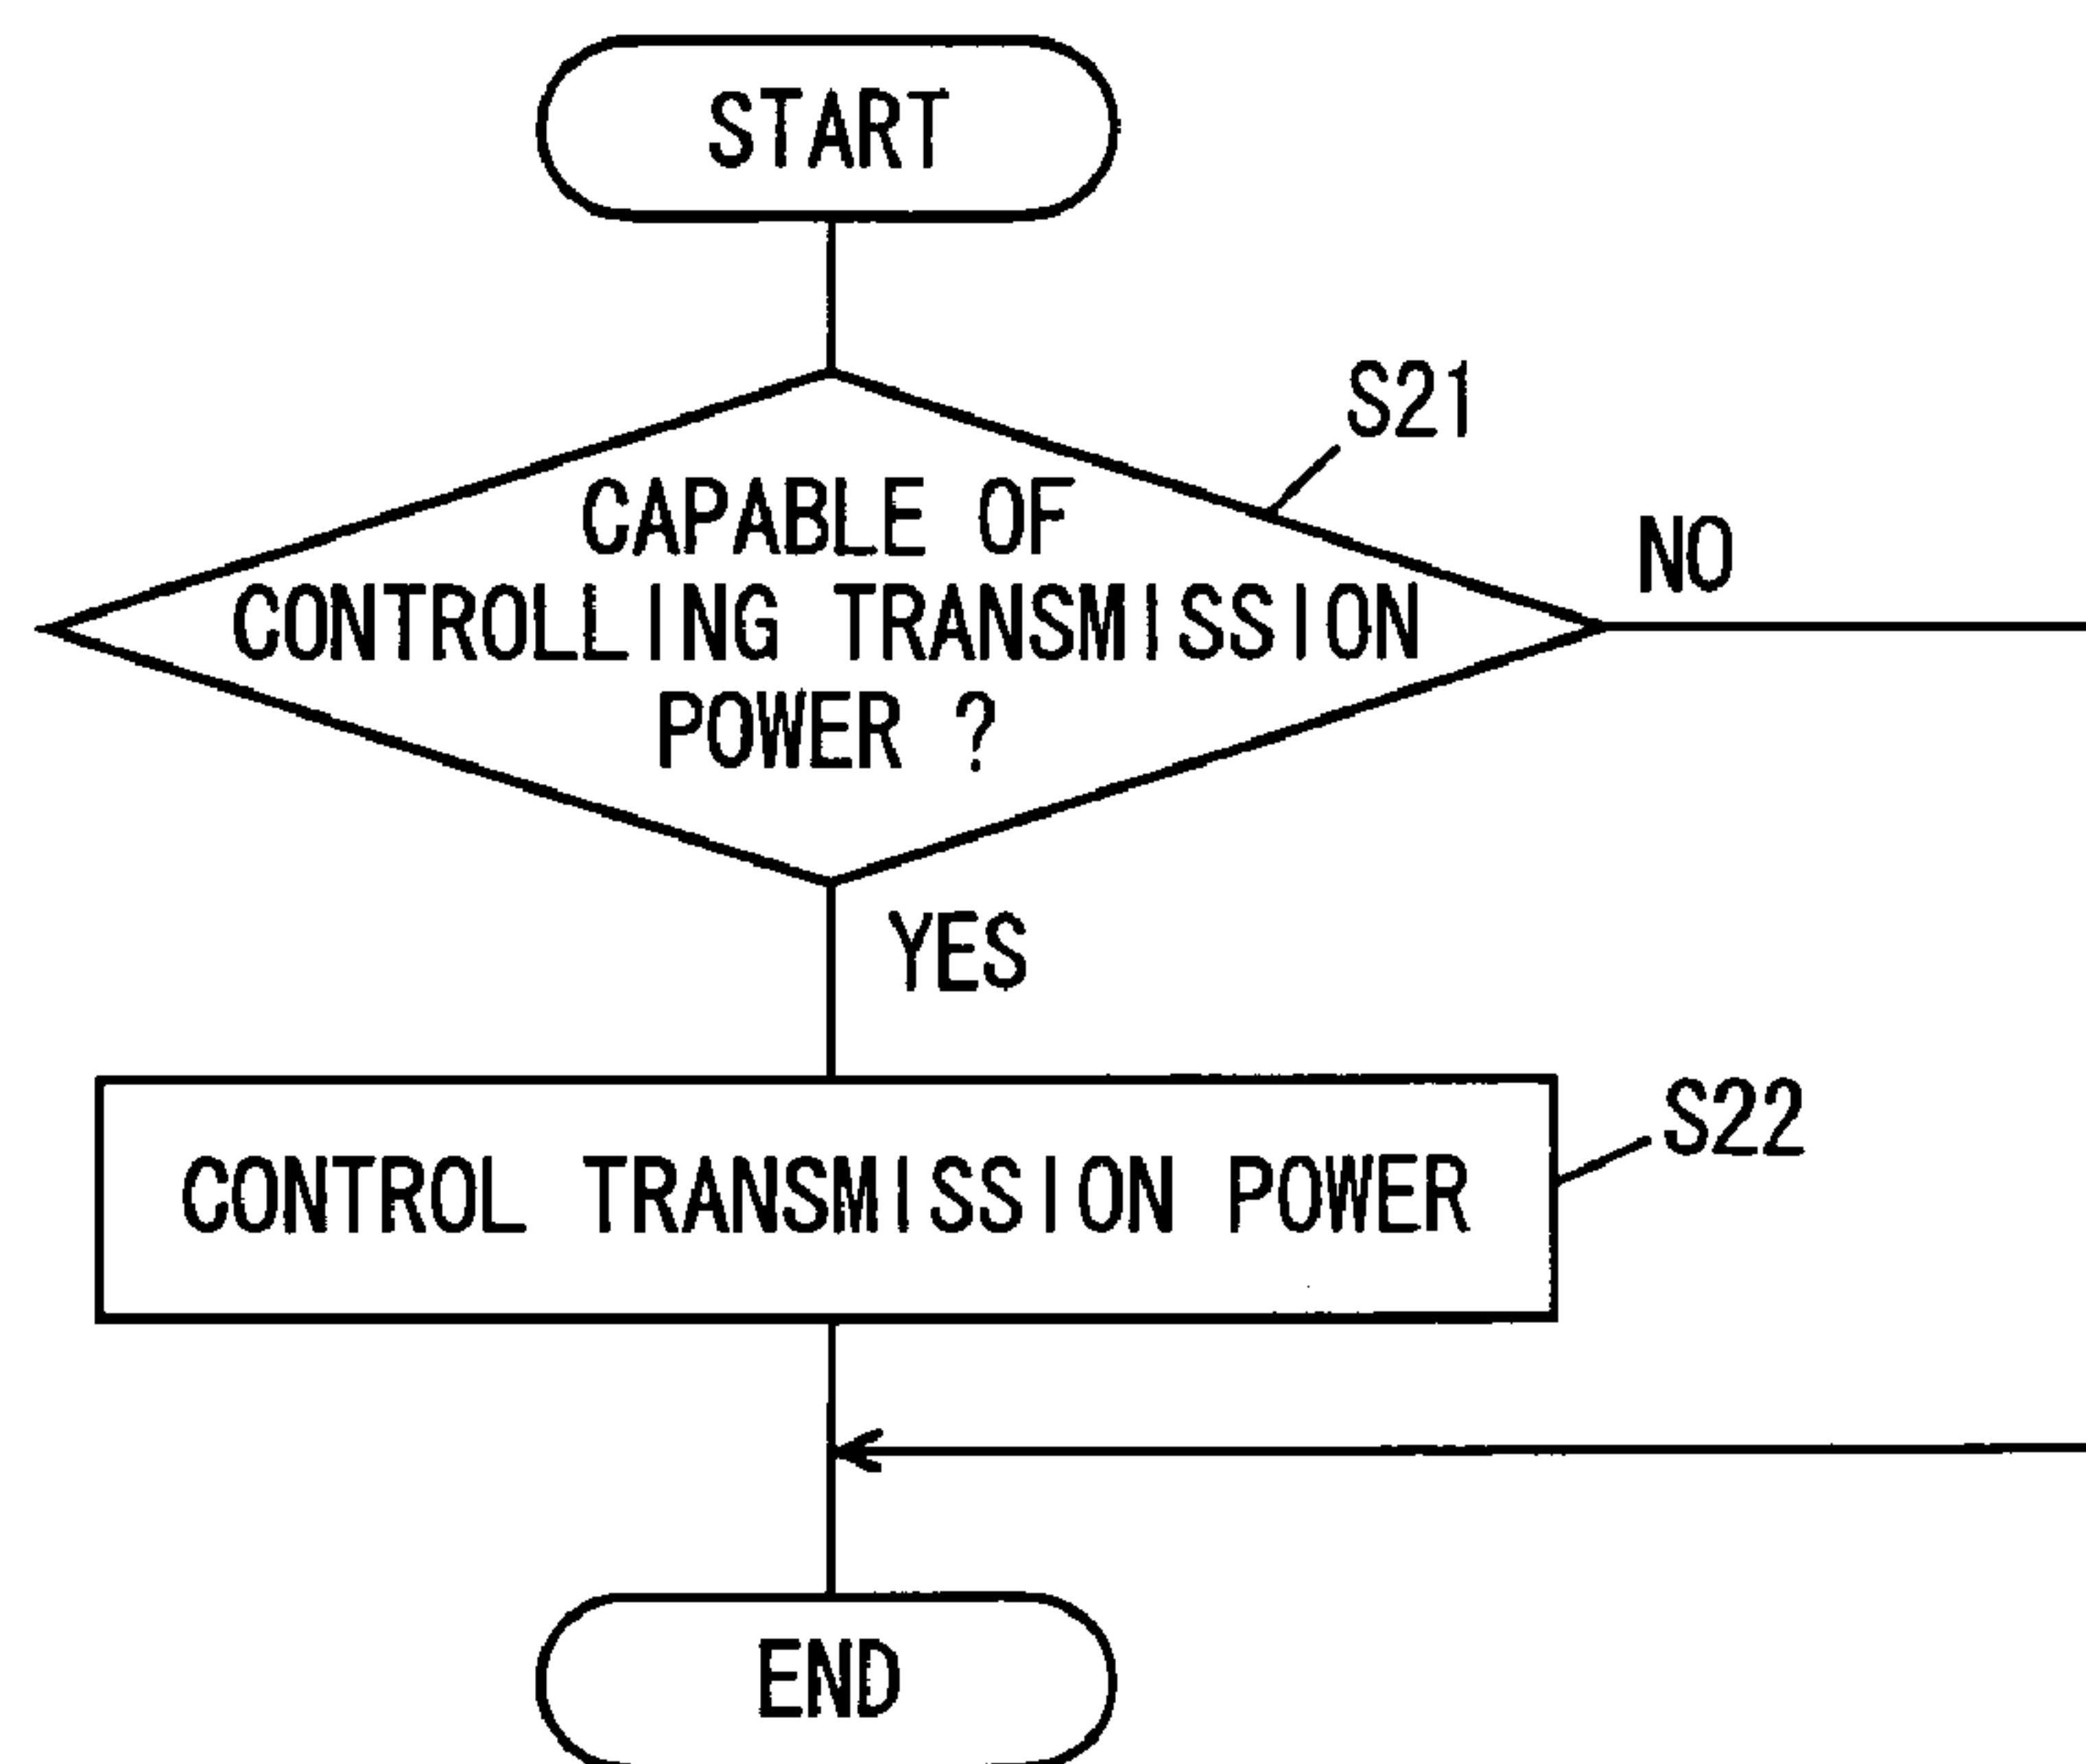 START
S21
CAPABLE OF
CONTROLLING TRANSMISSION
POWER ?
NO
YES
S22
CONTROL TRANSMISSION POWER
END